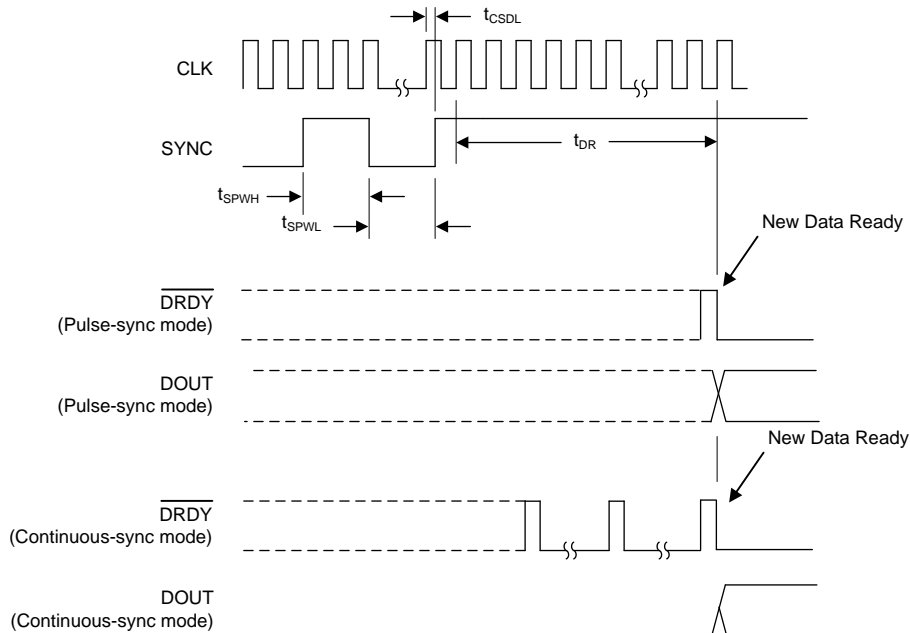 tCSDL
CLK
SYNC
tDR
tSPWH
tSPWL
New Data Ready
DRDY
(Pulse-sync mode)
DOUT
(Pulse-sync mode)
New Data Ready
DRDY
(Continuous-sync mode)
DOUT
(Continuous-sync mode)